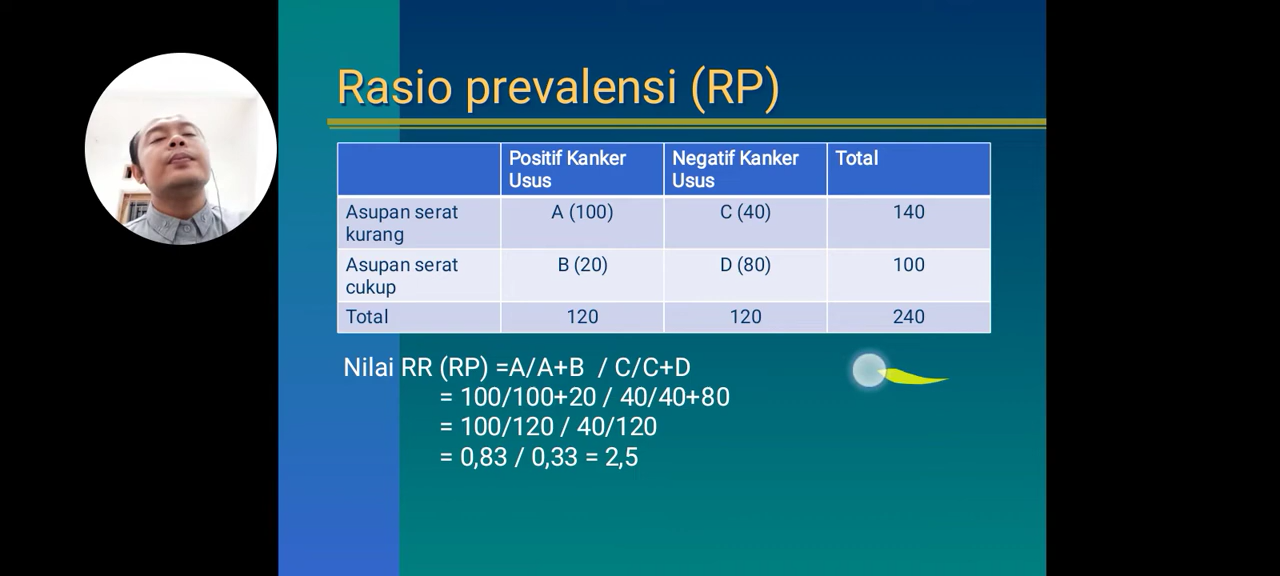 Rasio prevalensi (RP)
Positif Kanker Usus
Negatif Kanker Usus
Total
Asupan serat kurang
A (100)
C (40)
140
Asupan serat cukup
B (20)
D (80)
100
Total
120
120
240
Nilai RR (RP) =A/A+B / C/C+D
= 100/100+20 / 40/40+80
= 100/120 / 40/120
= 0,83 / 0,33 = 2,5